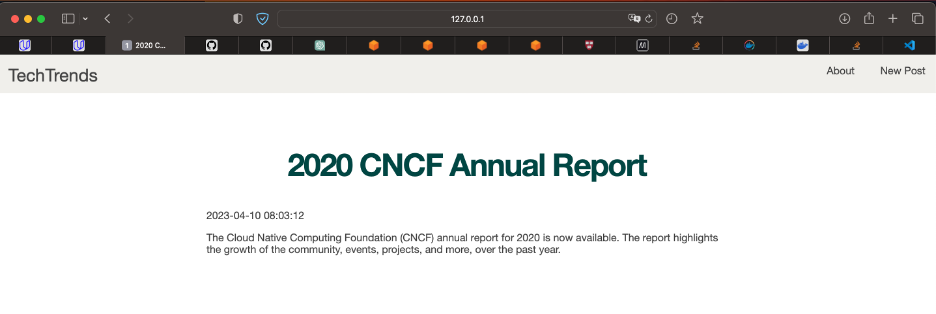 127.0.0.1
1 2020 C...
TechTrends
About
New Post
2020 CNCF Annual Report
2023-04-10 08:03:12
The Cloud Native Computing Foundation (CNCF) annual report for 2020 is now available. The report highlights
the growth of the community, events, projects, and more, over the past year.